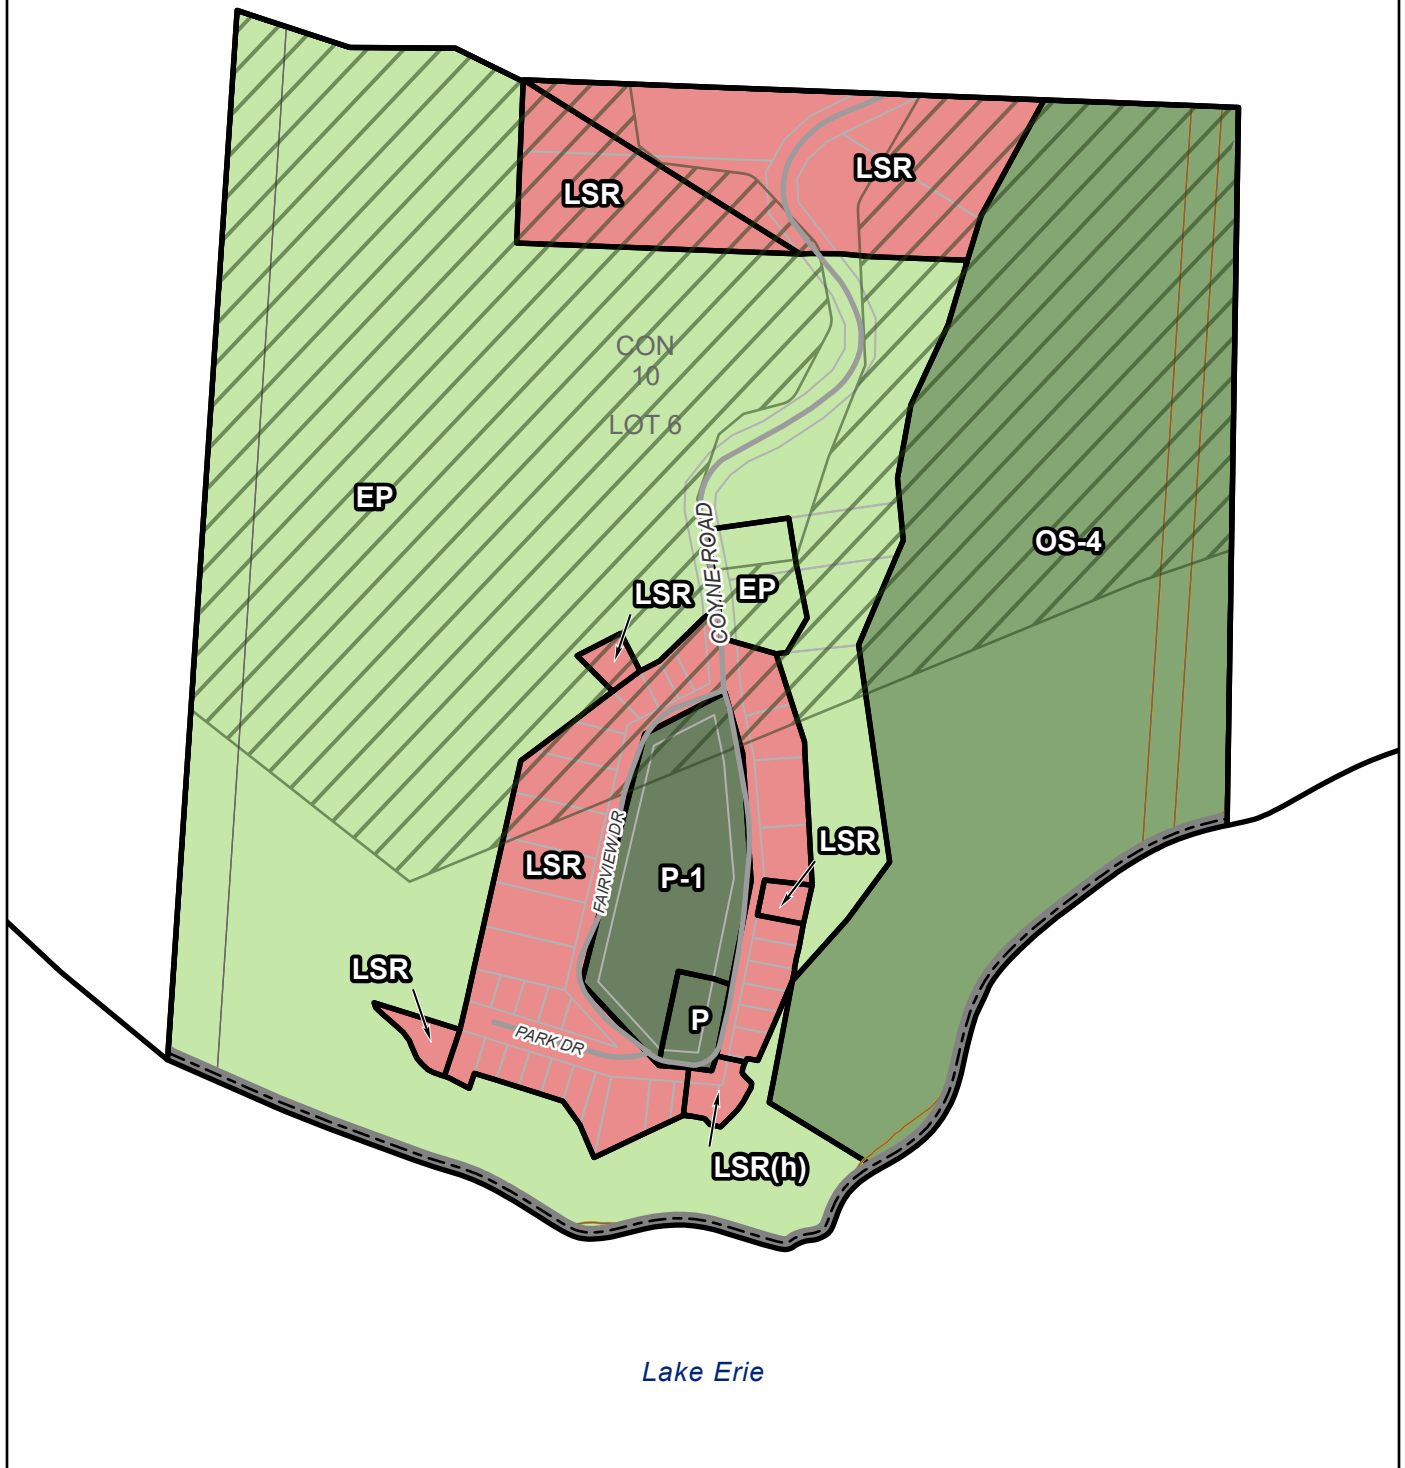 LSR
LSR
CON
10
LOT 6
EP
COYNE ROAD
OS-4
LSR
EP
LSR
FAIRVIEW DR
LSR
P-1
LSR
P
PARK DR
LSR(h)
Lake Erie